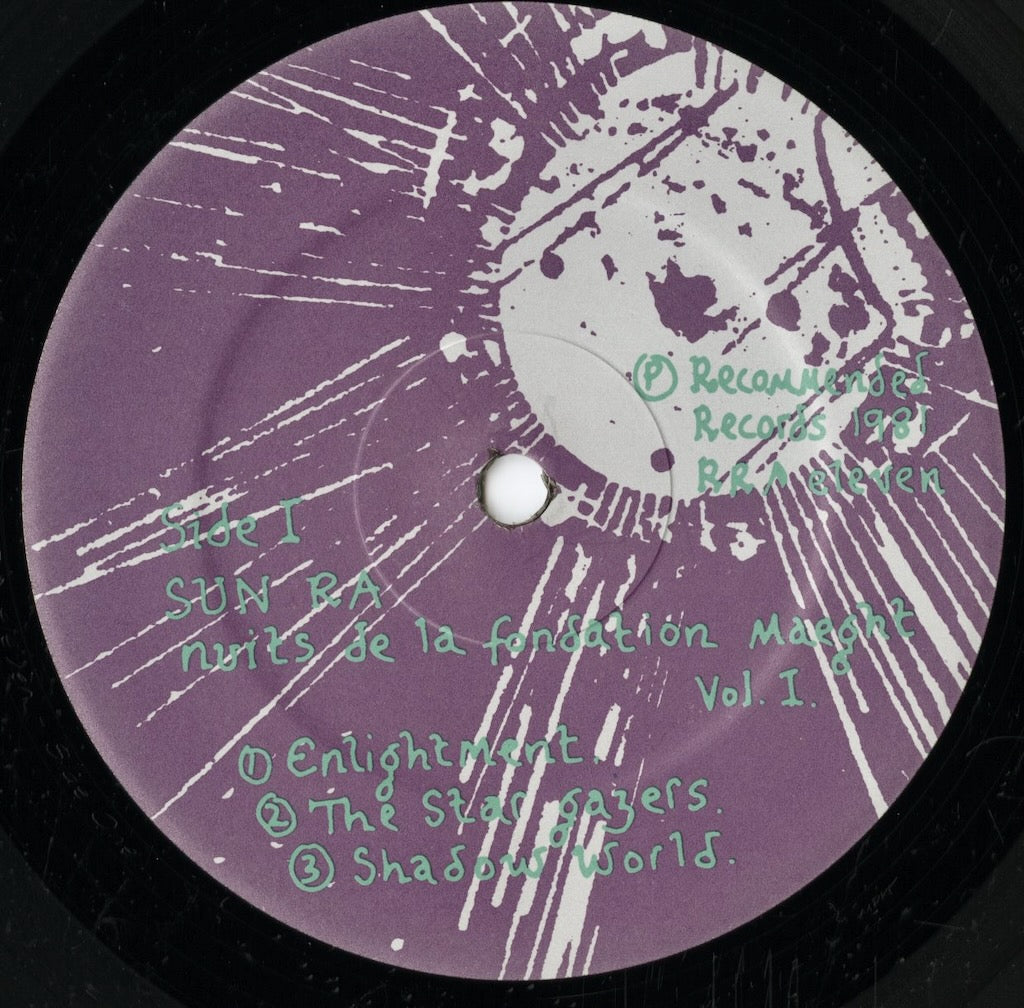 Ⓟ Recommended
Records 1981
RRA eleven
Side I
SUN RA
nuits de la fondation Maeght
Vol. I.
① Enlightment.
② The Star gazers.
③ Shadow world.